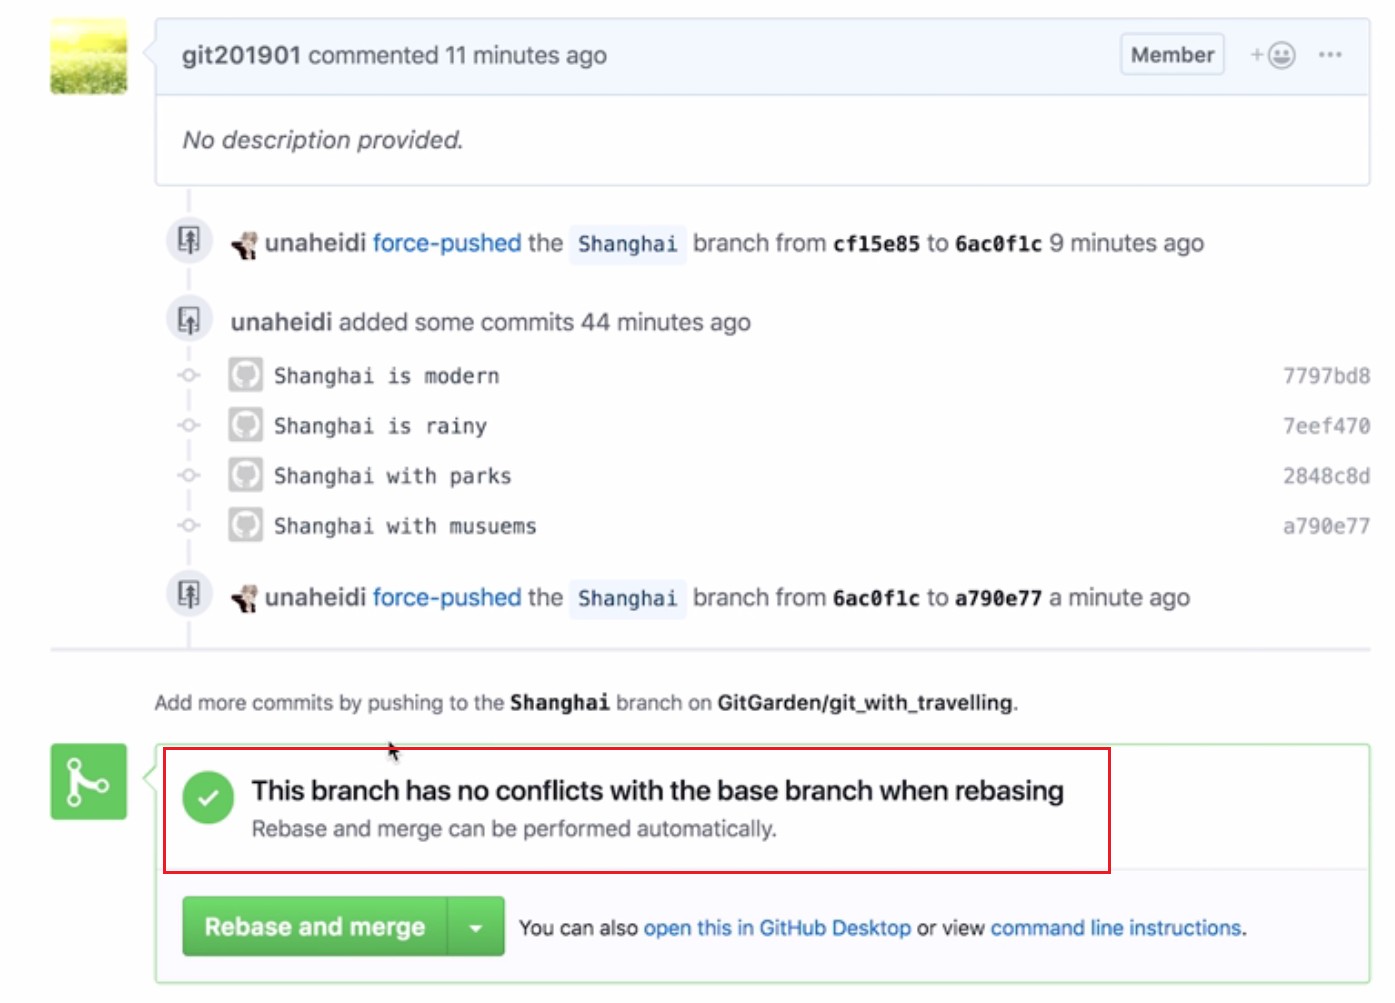 git201901 commented 11 minutes ago Member
No description provided.
unaheidi force-pushed the Shanghai branch from cf15e85 to 6ac0f1c 9 minutes ago
unaheidi added some commits 44 minutes ago
Shanghai is modern 7797bd8
Shanghai is rainy 7eef470
Shanghai with parks 2848c8d
Shanghai with musuems a790e77
unaheidi force-pushed the Shanghai branch from 6ac0f1c to a790e77 a minute ago
Add more commits by pushing to the Shanghai branch on GitGarden/git_with_travelling.
This branch has no conflicts with the base branch when rebasing
Rebase and merge can be performed automatically.
Rebase and merge You can also open this in GitHub Desktop or view command line instructions.